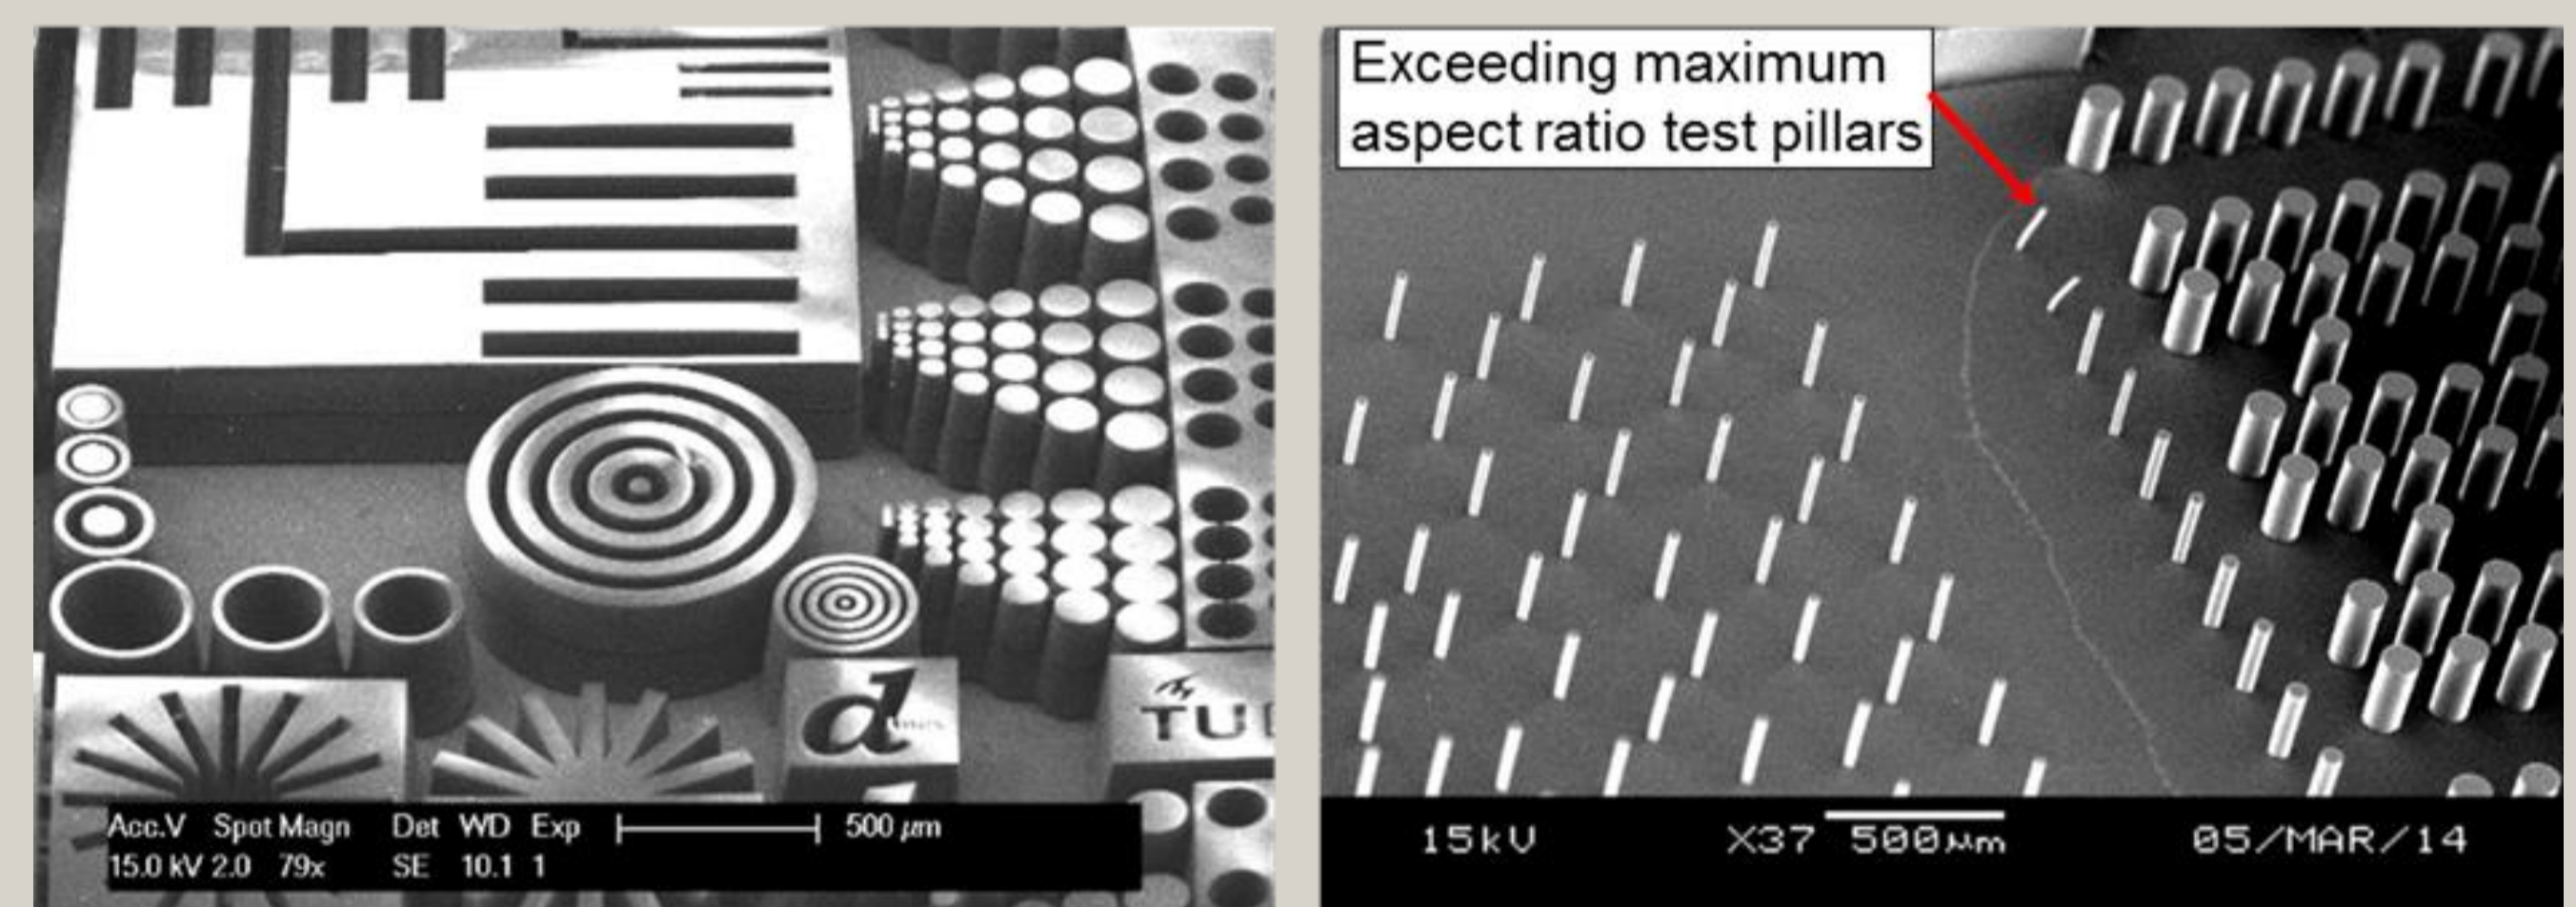 Acc.V Spot Magn Det WD Exp 500 µm
15.0 kV 2.0 79x SE 10.1 1
d
TU
Exceeding maximum
aspect ratio test pillars
15kV X37 500µm 05/MAR/14